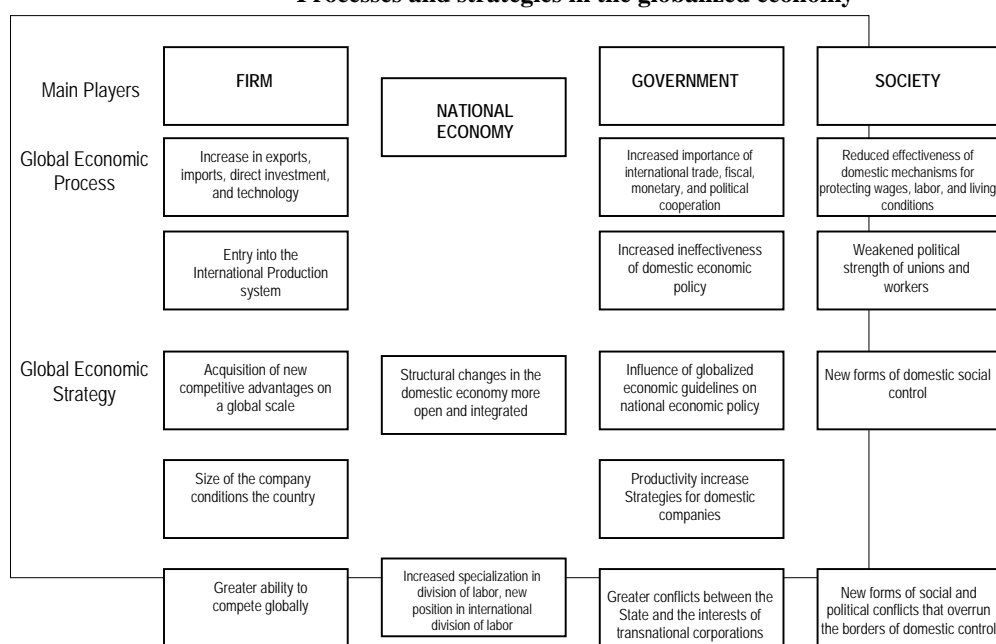 Processes and strategies in the globalized economy
Main Players
FIRM
NATIONAL
ECONOMY
GOVERNMENT
SOCIETY
Global Economic
Process
Increase in exports,
imports, direct investment,
and technology
Increased importance of
international trade, fiscal,
monetary, and political
cooperation
Reduced effectiveness of
domestic mechanisms for
protecting wages, labor, and living
conditions
Entry into the
International Production
system
Increased ineffectiveness
of domestic economic
policy
Weakened political
strength of unions and
workers
Global Economic
Strategy
Acquisition of new
competitive advantages on
a global scale
Structural changes in the
domestic economy more
open and integrated
Influence of globalized
economic guidelines on
national economic policy
New forms of domestic social
control
Size of the company
conditions the country
Productivity increase
Strategies for domestic
companies
Greater ability to
compete globally
Increased specialization in
division of labor, new
position in international
division of labor
Greater conflicts between the
State and the interests of
transnational corporations
New forms of social and
political conflicts that overrun
the borders of domestic control